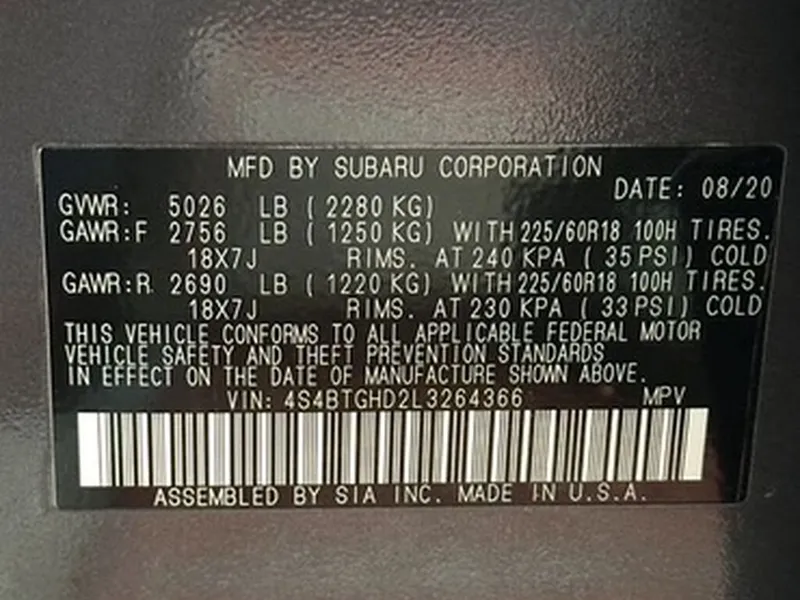 MFD BY SUBARU CORPORATION
DATE: 08/20
GVWR: 5026 LB ( 2280 KG)
GAWR:F 2756 LB ( 1250 KG) WITH 225/60R18 100H TIRES.
18X7J RIMS. AT 240 KPA ( 35 PSI) COLD
GAWR:R 2690 LB ( 1220 KG) WITH 225/60R18 100H TIRES.
18X7J RIMS. AT 230 KPA ( 33 PSI) COLD
THIS VEHICLE CONFORMS TO ALL APPLICABLE FEDERAL MOTOR
VEHICLE SAFETY AND THEFT PREVENTION STANDARDS
IN EFFECT ON THE DATE OF MANUFACTURE SHOWN ABOVE.
VIN: 4S4BTGHD2L3264366 MPV
ASSEMBLED BY SIA INC. MADE IN U.S.A.